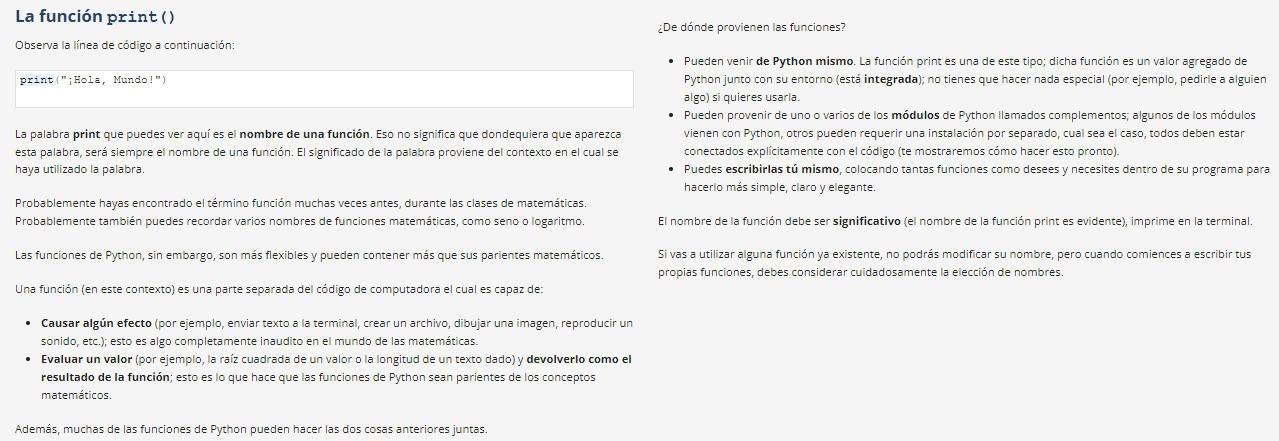 La función print()
Observa la línea de código a continuación:
print("¡Hola, Mundo!")
La palabra print que puedes ver aquí es el nombre de una función. Eso no significa que dondequiera que aparezca
esta palabra, será siempre el nombre de una función. El significado de la palabra proviene del contexto en el cual se
haya utilizado la palabra.
Probablemente hayas encontrado el término función muchas veces antes, durante las clases de matemáticas.
Probablemente también puedes recordar varios nombres de funciones matemáticas, como seno o logaritmo.
Las funciones de Python, sin embargo, son más flexibles y pueden contener más que sus parientes matemáticos.
Una función (en este contexto) es una parte separada del código de computadora el cual es capaz de:
• Causar algún efecto (por ejemplo, enviar texto a la terminal, crear un archivo, dibujar una imagen, reproducir un
sonido, etc.); esto es algo completamente inaudito en el mundo de las matemáticas.
• Evaluar un valor (por ejemplo, la raíz cuadrada de un valor o la longitud de un texto dado) y devolverlo como el
resultado de la función; esto es lo que hace que las funciones de Python sean parientes de los conceptos
matemáticos.
Además, muchas de las funciones de Python pueden hacer las dos cosas anteriores juntas.
¿De dónde provienen las funciones?
• Pueden venir de Python mismo. La función print es una de este tipo; dicha función es un valor agregado de
Python junto con su entorno (está integrada); no tienes que hacer nada especial (por ejemplo, pedirle a alguien
algo) si quieres usarla.
• Pueden provenir de uno o varios de los módulos de Python llamados complementos; algunos de los módulos
vienen con Python, otros pueden requerir una instalación por separado, cual sea el caso, todos deben estar
conectados explícitamente con el código (te mostraremos cómo hacer esto pronto).
• Puedes escribirlas tú mismo, colocando tantas funciones como desees y necesites dentro de su programa para
hacerlo más simple, claro y elegante.
El nombre de la función debe ser significativo (el nombre de la función print es evidente), imprime en la terminal.
Si vas a utilizar alguna función ya existente, no podrás modificar su nombre, pero cuando comiences a escribir tus
propias funciones, debes considerar cuidadosamente la elección de nombres.